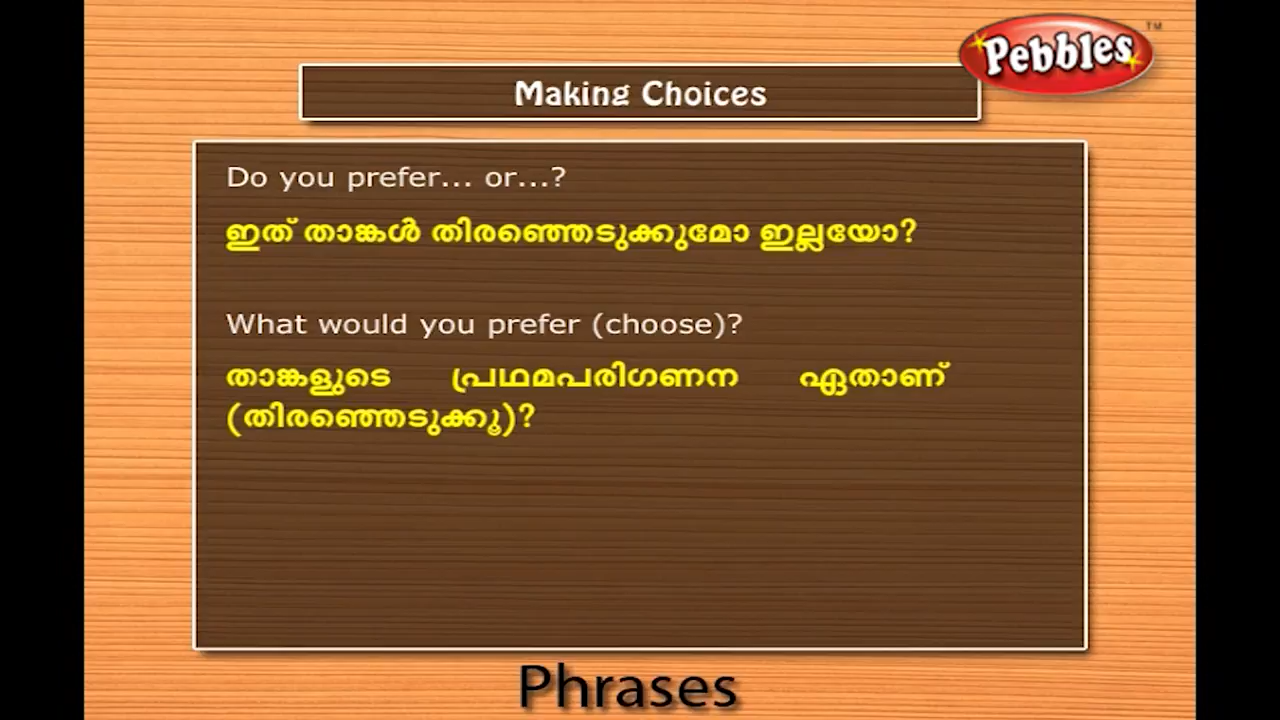 Pebbles™
Making Choices
Do you prefer... or...?
ഇത് താങ്കൾ തിരഞ്ഞെടുക്കുമോ ഇല്ലയോ?
What would you prefer (choose)?
താങ്കളുടെ പ്രഥമപരിഗണന ഏതാണ്
(തിരഞ്ഞെടുക്കൂ)?
Phrases